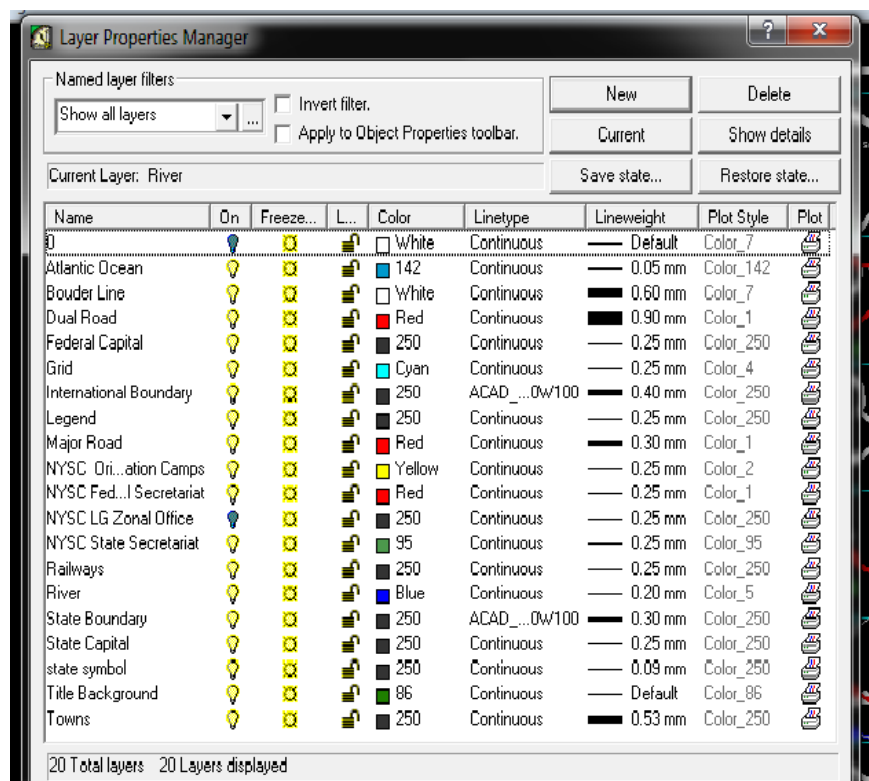 Layer Properties Manager
? X
Named layer filters
Show all layers
...
Invert filter.
Apply to Object Properties toolbar.
New Delete
Current Show details
Current Layer: River
Save state... Restore state...
Name On Freeze... L... Color Linetype Lineweight Plot Style Plot
0 White Continuous Default Color_7
Atlantic Ocean 142 Continuous 0.05 mm Color_142
Bouder Line White Continuous 0.60 mm Color_7
Dual Road Red Continuous 0.90 mm Color_1
Federal Capital 250 Continuous 0.25 mm Color_250
Grid Cyan Continuous 0.25 mm Color_4
International Boundary 250 ACAD_...0W100 0.40 mm Color_250
Legend 250 Continuous 0.25 mm Color_250
Major Road Red Continuous 0.30 mm Color_1
NYSC Ori...ation Camps Yellow Continuous 0.25 mm Color_2
NYSC Fed...l Secretariat Red Continuous 0.25 mm Color_1
NYSC LG Zonal Office 250 Continuous 0.25 mm Color_250
NYSC State Secretariat 95 Continuous 0.25 mm Color_95
Railways 250 Continuous 0.25 mm Color_250
River Blue Continuous 0.20 mm Color_5
State Boundary 250 ACAD_...0W100 0.30 mm Color_250
State Capital 250 Continuous 0.25 mm Color_250
state symbol 250 Continuous 0.09 mm Color_250
Title Background 86 Continuous Default Color_86
Towns 250 Continuous 0.53 mm Color_250
20 Total layers 20 Layers displayed